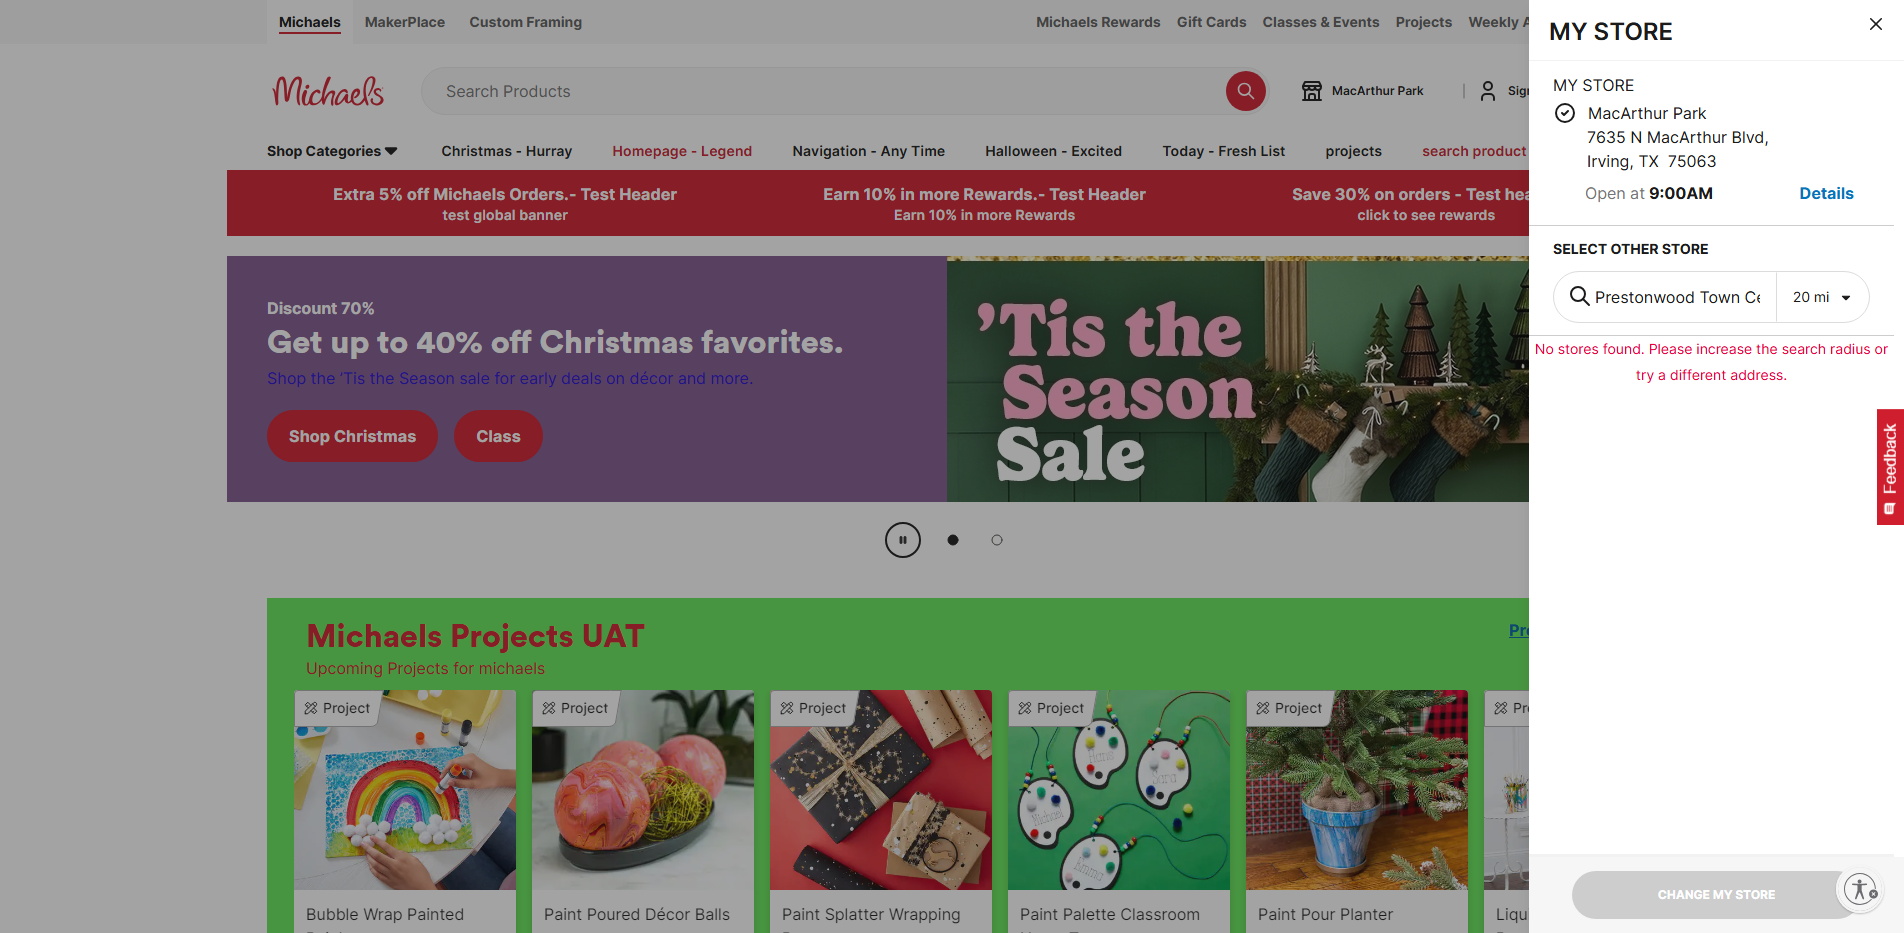 Michaels
MakerPlace
Custom Framing
Michaels Rewards
Gift Cards
Classes & Events
Projects
Weekly A
Michaels
Search Products
MacArthur Park
Shop Categories
Christmas - Hurray
Homepage - Legend
Navigation - Any Time
Halloween - Excited
Today - Fresh List
projects
search product
Extra 5% off Michaels Orders.- Test Header
test global banner
Earn 10% in more Rewards.- Test Header
Earn 10% in more Rewards
Save 30% on orders - Test hea
click to see rewards
Discount 70%
Get up to 40% off Christmas favorites.
Shop the 'Tis the Season sale for early deals on décor and more.
Shop Christmas
Class
'Tis the
Season
Sale
Michaels Projects UAT
Upcoming Projects for michaels
Project
Project
Project
Project
Project
Bubble Wrap Painted
Paint Poured Décor Balls
Paint Splatter Wrapping
Paint Palette Classroom
Paint Pour Planter
MY STORE
MY STORE
MacArthur Park
7635 N MacArthur Blvd,
Irving, TX 75063
Open at 9:00AM
Details
SELECT OTHER STORE
Prestonwood Town Ce
20 mi
No stores found. Please increase the search radius or
try a different address.
Feedback
CHANGE MY STORE